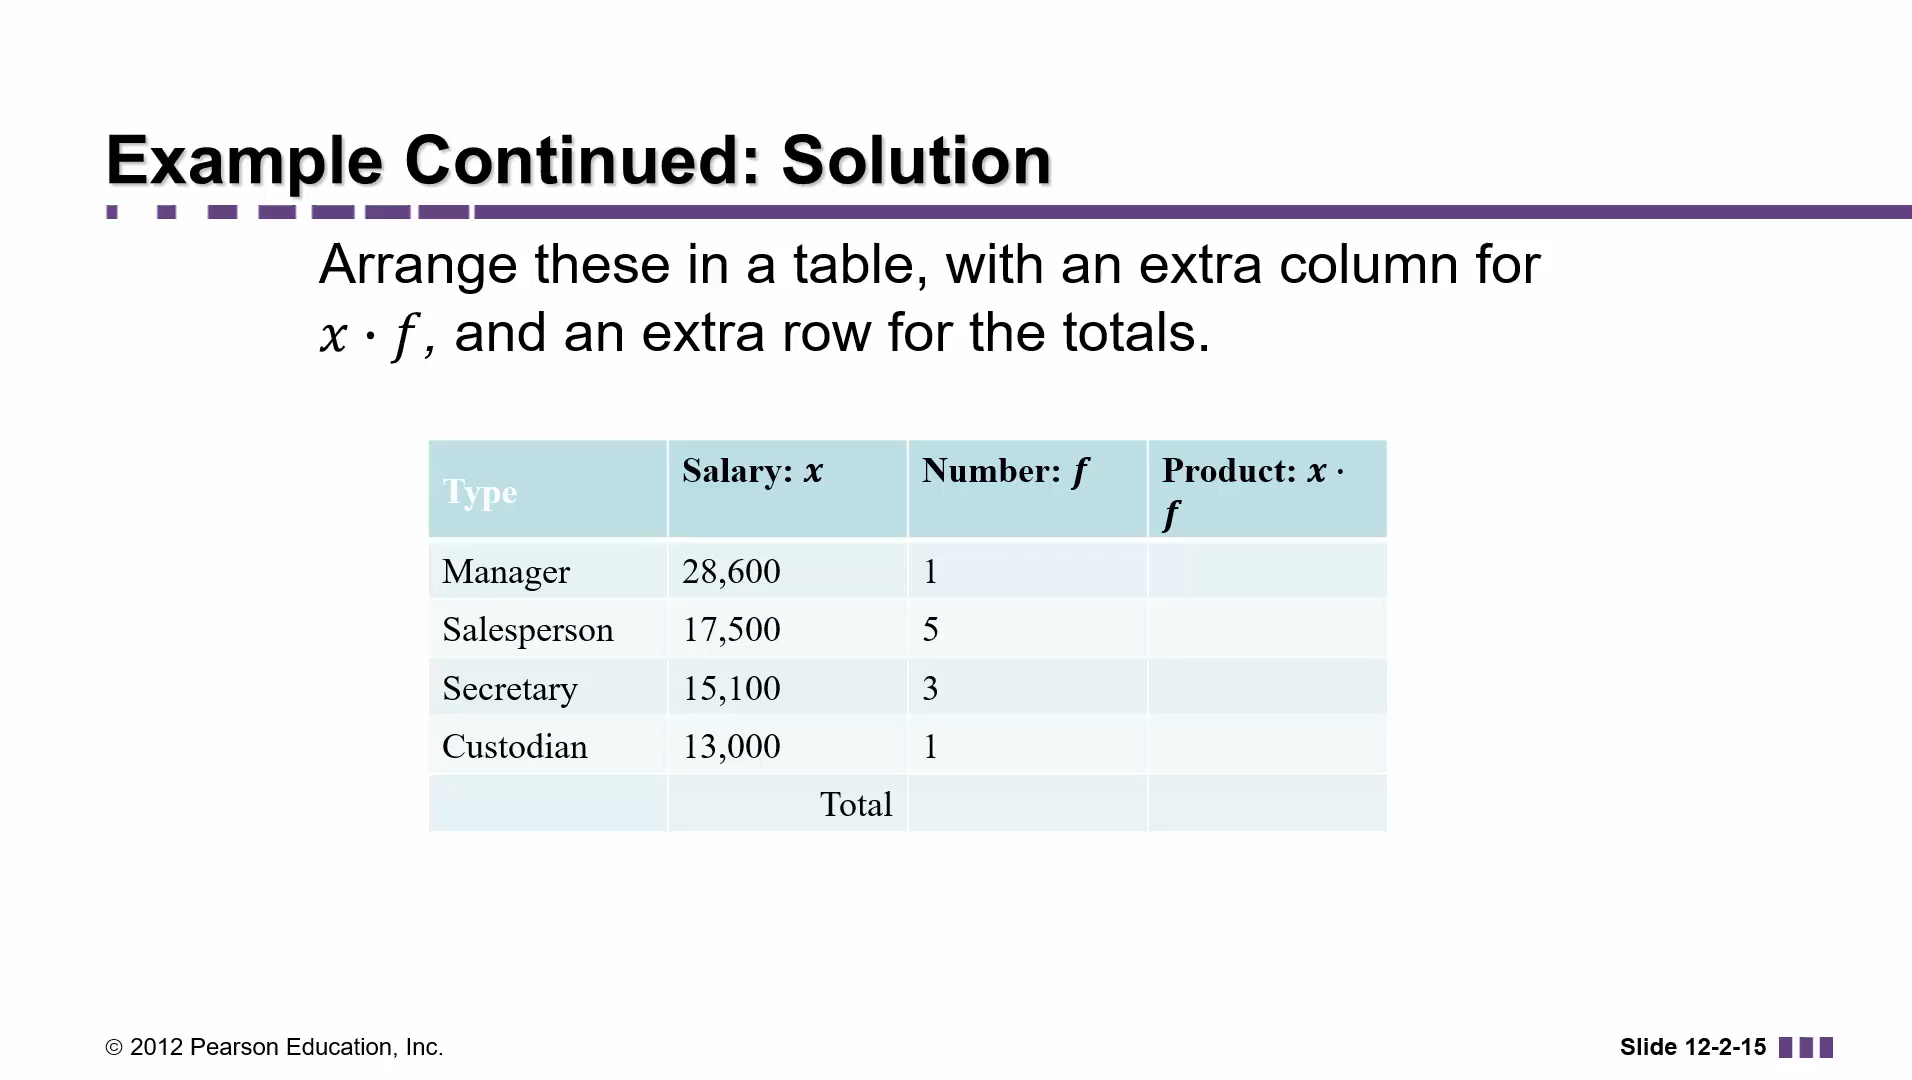 Example Continued: Solution
Arrange these in a table, with an extra column for
x · f, and an extra row for the totals.
Type Salary: x Number: f Product: x ·
f
Manager 28,600 1
Salesperson 17,500 5
Secretary 15,100 3
Custodian 13,000 1
Total
© 2012 Pearson Education, Inc. Slide 12-2-15